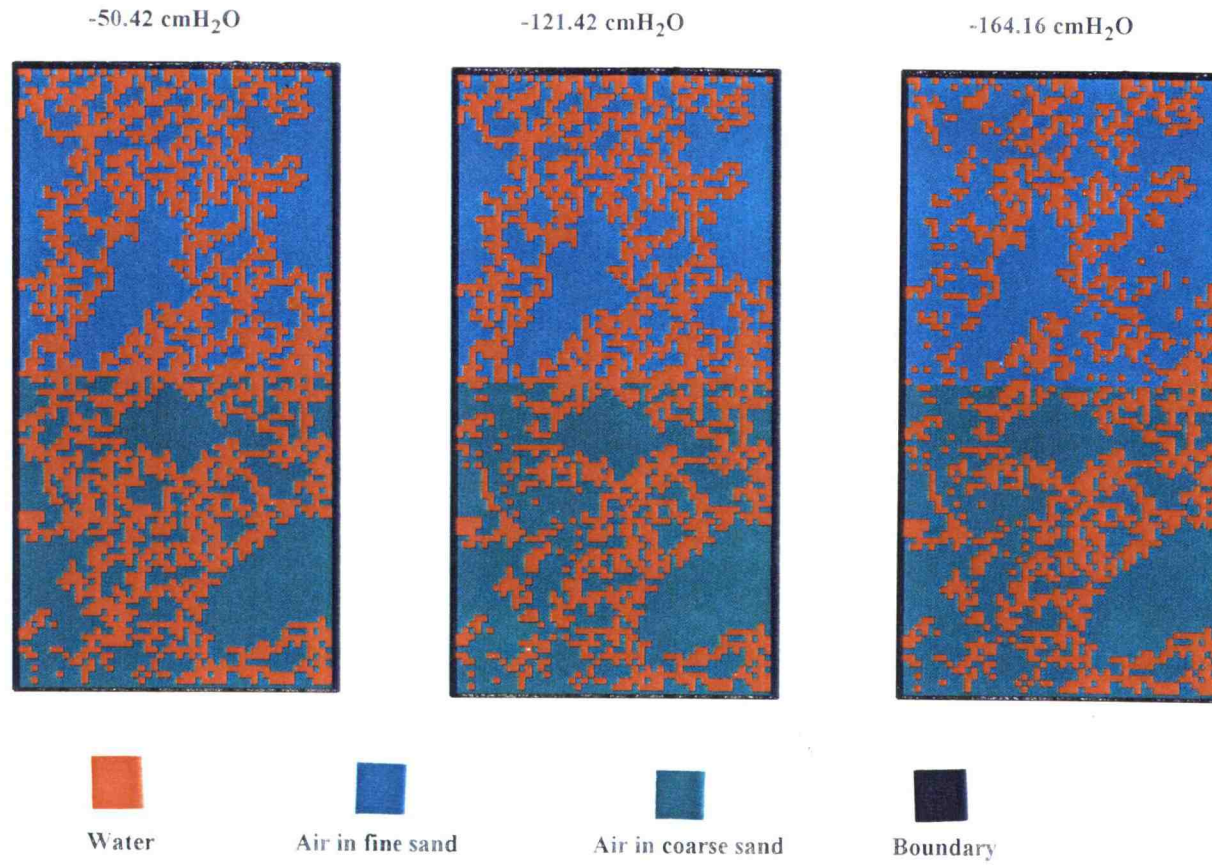 -50.42 cmH₂O
-121.42 cmH₂O
-164.16 cmH₂O
Water
Air in fine sand
Air in coarse sand
Boundary